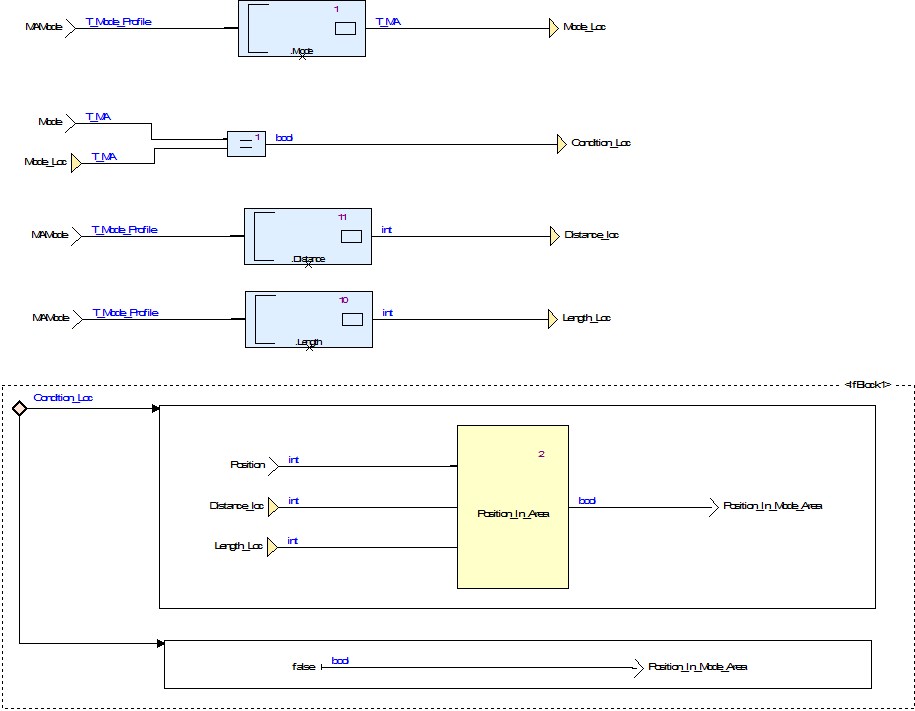 MAMode T_Mode_Profile 1 .Mode T_MA Mode_Loc
Mode T_MA
1 = bool Condition_Loc
Mode_Loc T_MA
MAMode T_Mode_Profile 11 .Distance int Distance_loc
MAMode T_Mode_Profile 10 .Length int Length_Loc
<IfBlock1>
Condition_Loc
Position int 2
Distance_loc int Position_In_Area bool Position_In_Mode_Area
Length_Loc int
false bool Position_In_Mode_Area